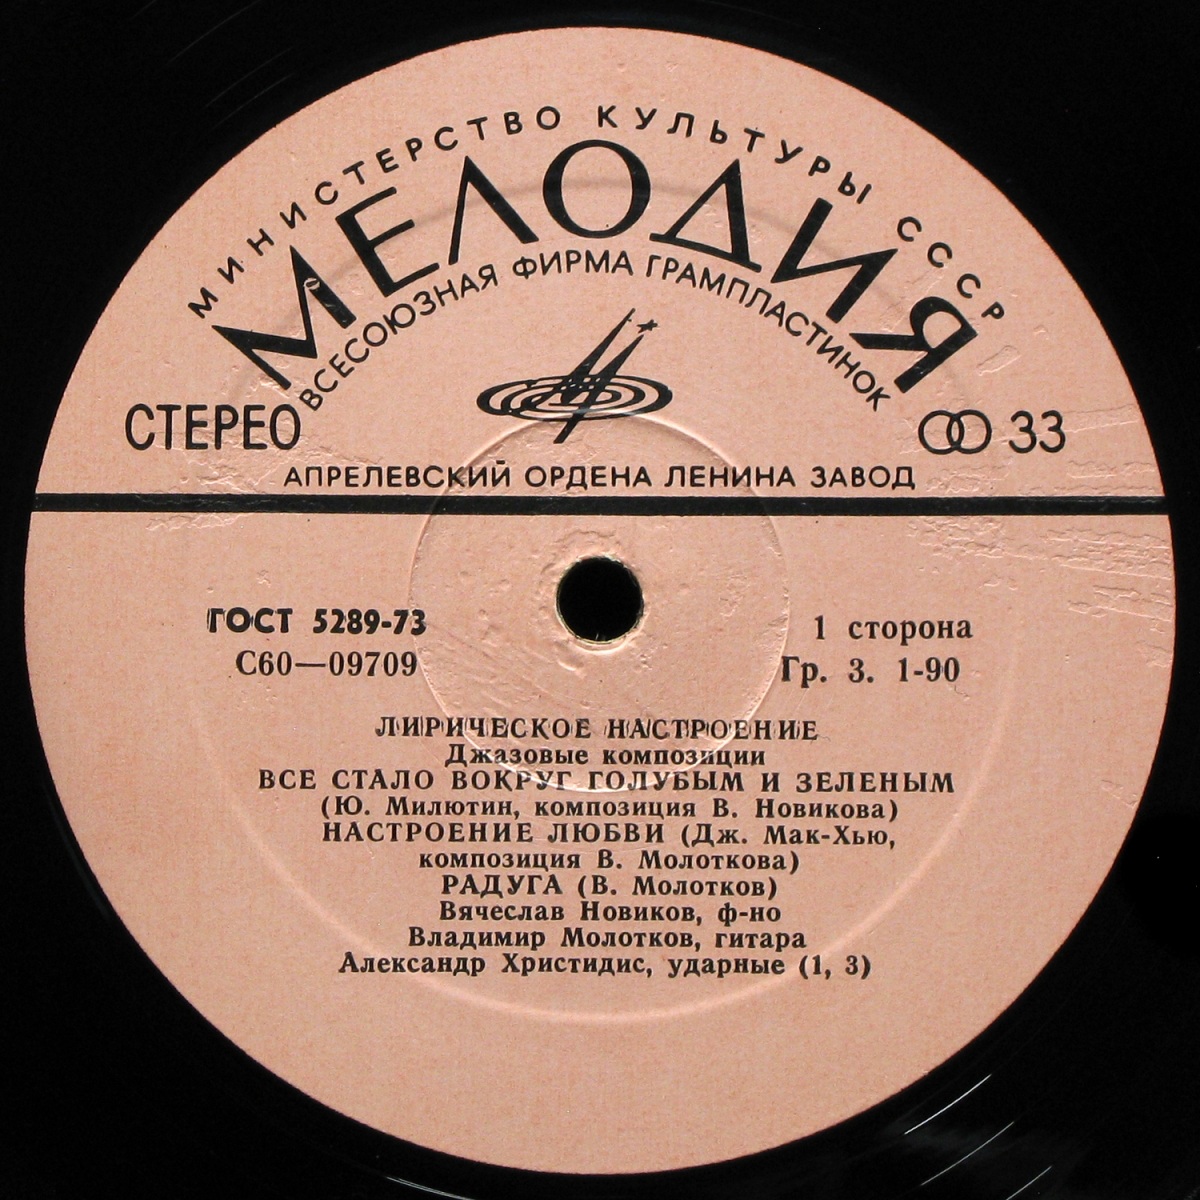 МИНИСТЕРСТВО КУЛЬТУРЫ СССР
МЕЛОДИЯ
ВСЕСОЮЗНАЯ ФИРМА ГРАМПЛАСТИНОК
СТЕРЕО
33
АПРЕЛЕВСКИЙ ОРДЕНА ЛЕНИНА ЗАВОД
ГОСТ 5289-73
С60—09709
1 сторона
Гр. 3. 1-90
ЛИРИЧЕСКОЕ НАСТРОЕНИЕ
Джазовые композиции
ВСЕ СТАЛО ВОКРУГ ГОЛУБЫМ И ЗЕЛЕНЫМ
(Ю. Милютин, композиция В. Новикова)
НАСТРОЕНИЕ ЛЮБВИ (Дж. Мак-Хью,
композиция В. Молоткова)
РАДУГА (В. Молотков)
Вячеслав Новиков, ф-но
Владимир Молотков, гитара
Александр Христидис, ударные (1, 3)